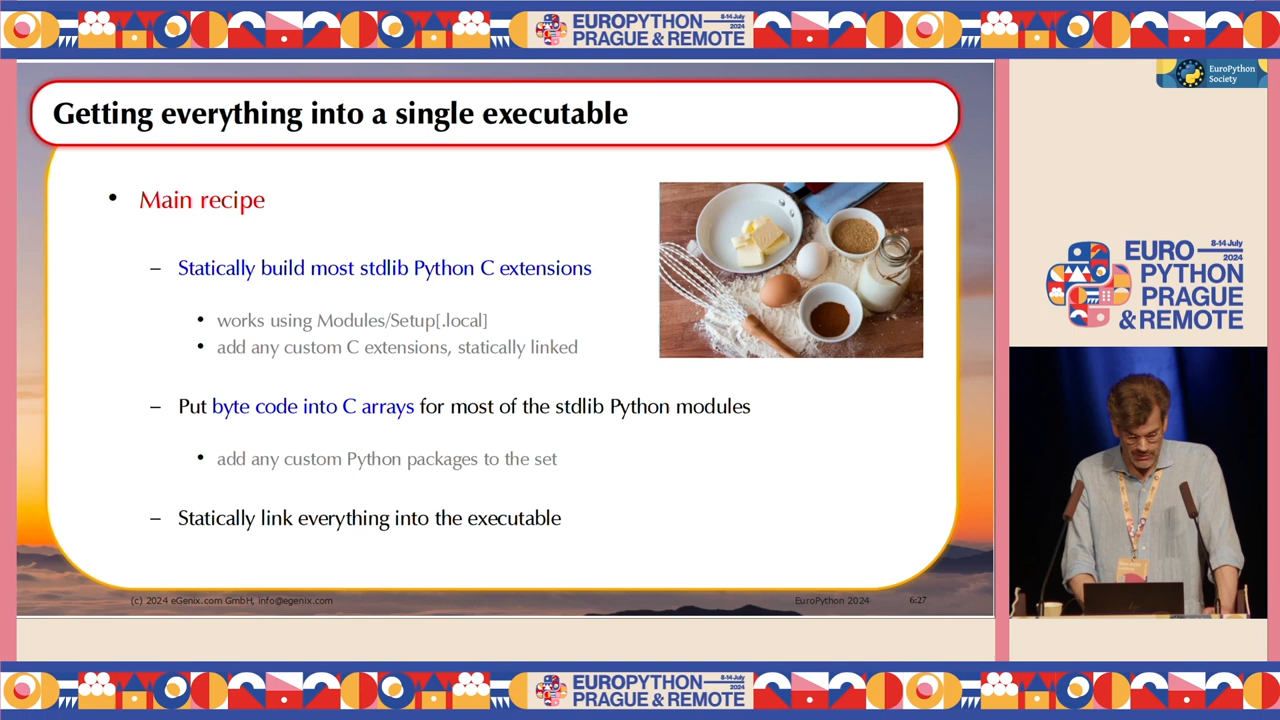 EUROPYTHON
8-14 July
2024
PRAGUE & REMOTE
EuroPython
Society
Getting everything into a single executable
• Main recipe
– Statically build most stdlib Python C extensions
• works using Modules/Setup[.local]
• add any custom C extensions, statically linked
– Put byte code into C arrays for most of the stdlib Python modules
• add any custom Python packages to the set
– Statically link everything into the executable
(c) 2024 eGenix.com GmbH, info@egenix.com
EuroPython 2024
6:27
EURO
8-14 July
2024
PYTHON
PRAGUE
& REMOTE
EUROPYTHON
8-14 July
2024
PRAGUE & REMOTE